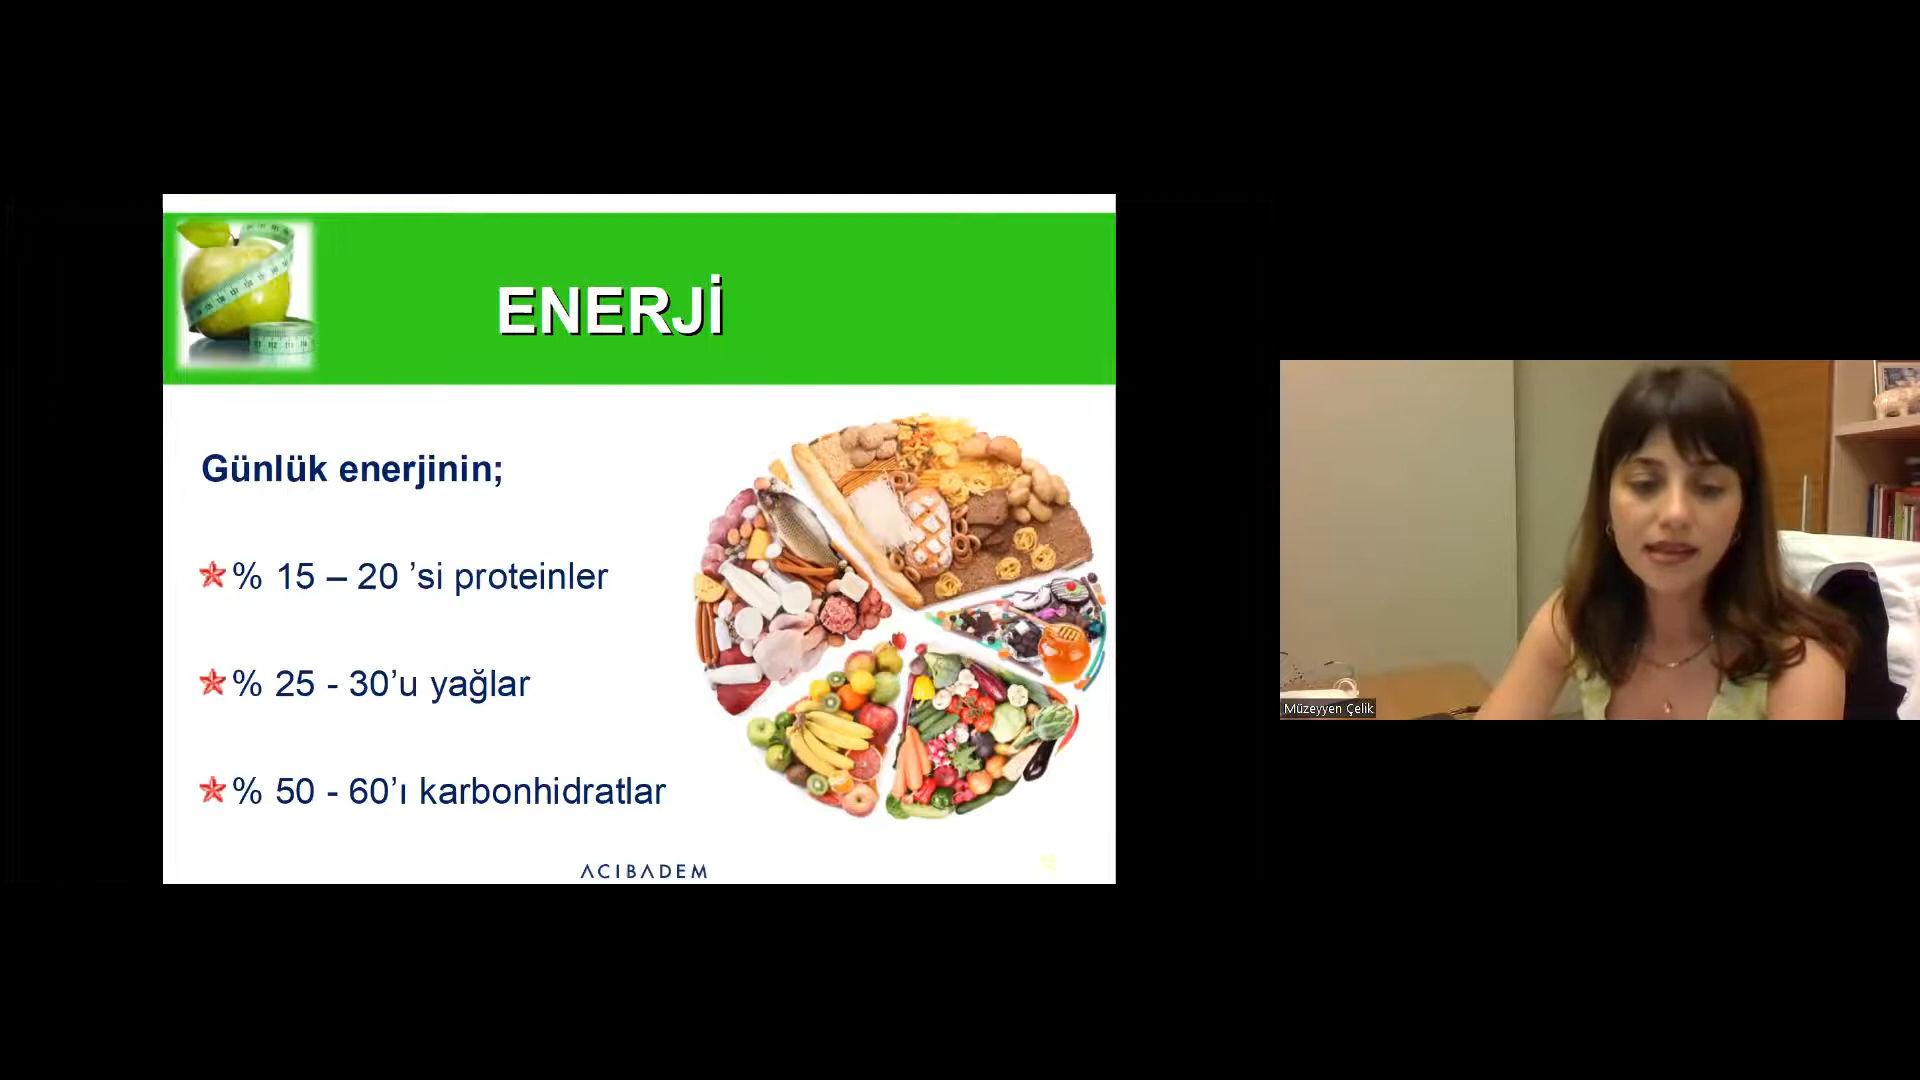 ENERJİ
Günlük enerjinin;
% 15 – 20 ’si proteinler
% 25 - 30’u yağlar
% 50 - 60’ı karbonhidratlar
ACIBADEM
Müzeyyen Çelik